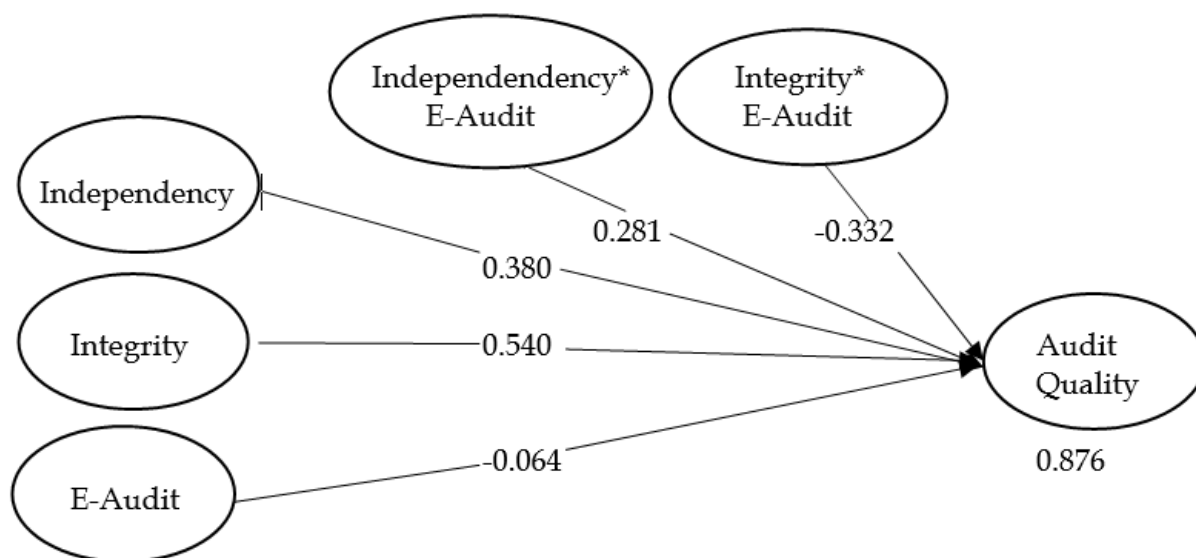 Independendency*
E-Audit
Integrity*
E-Audit
Independency
0.281
-0.332
0.380
Integrity
0.540
Audit
Quality
E-Audit
-0.064
0.876